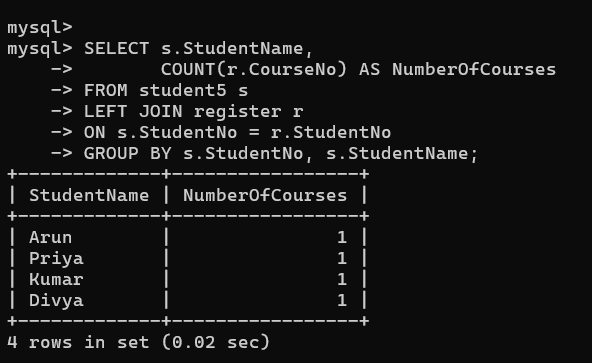 mysql>
mysql> SELECT s.StudentName,
    ->        COUNT(r.CourseNo) AS NumberOfCourses
    -> FROM student5 s
    -> LEFT JOIN register r
    -> ON s.StudentNo = r.StudentNo
    -> GROUP BY s.StudentNo, s.StudentName;
+-------------+-----------------+
| StudentName | NumberOfCourses |
+-------------+-----------------+
| Arun        |               1 |
| Priya       |               1 |
| Kumar       |               1 |
| Divya       |               1 |
+-------------+-----------------+
4 rows in set (0.02 sec)